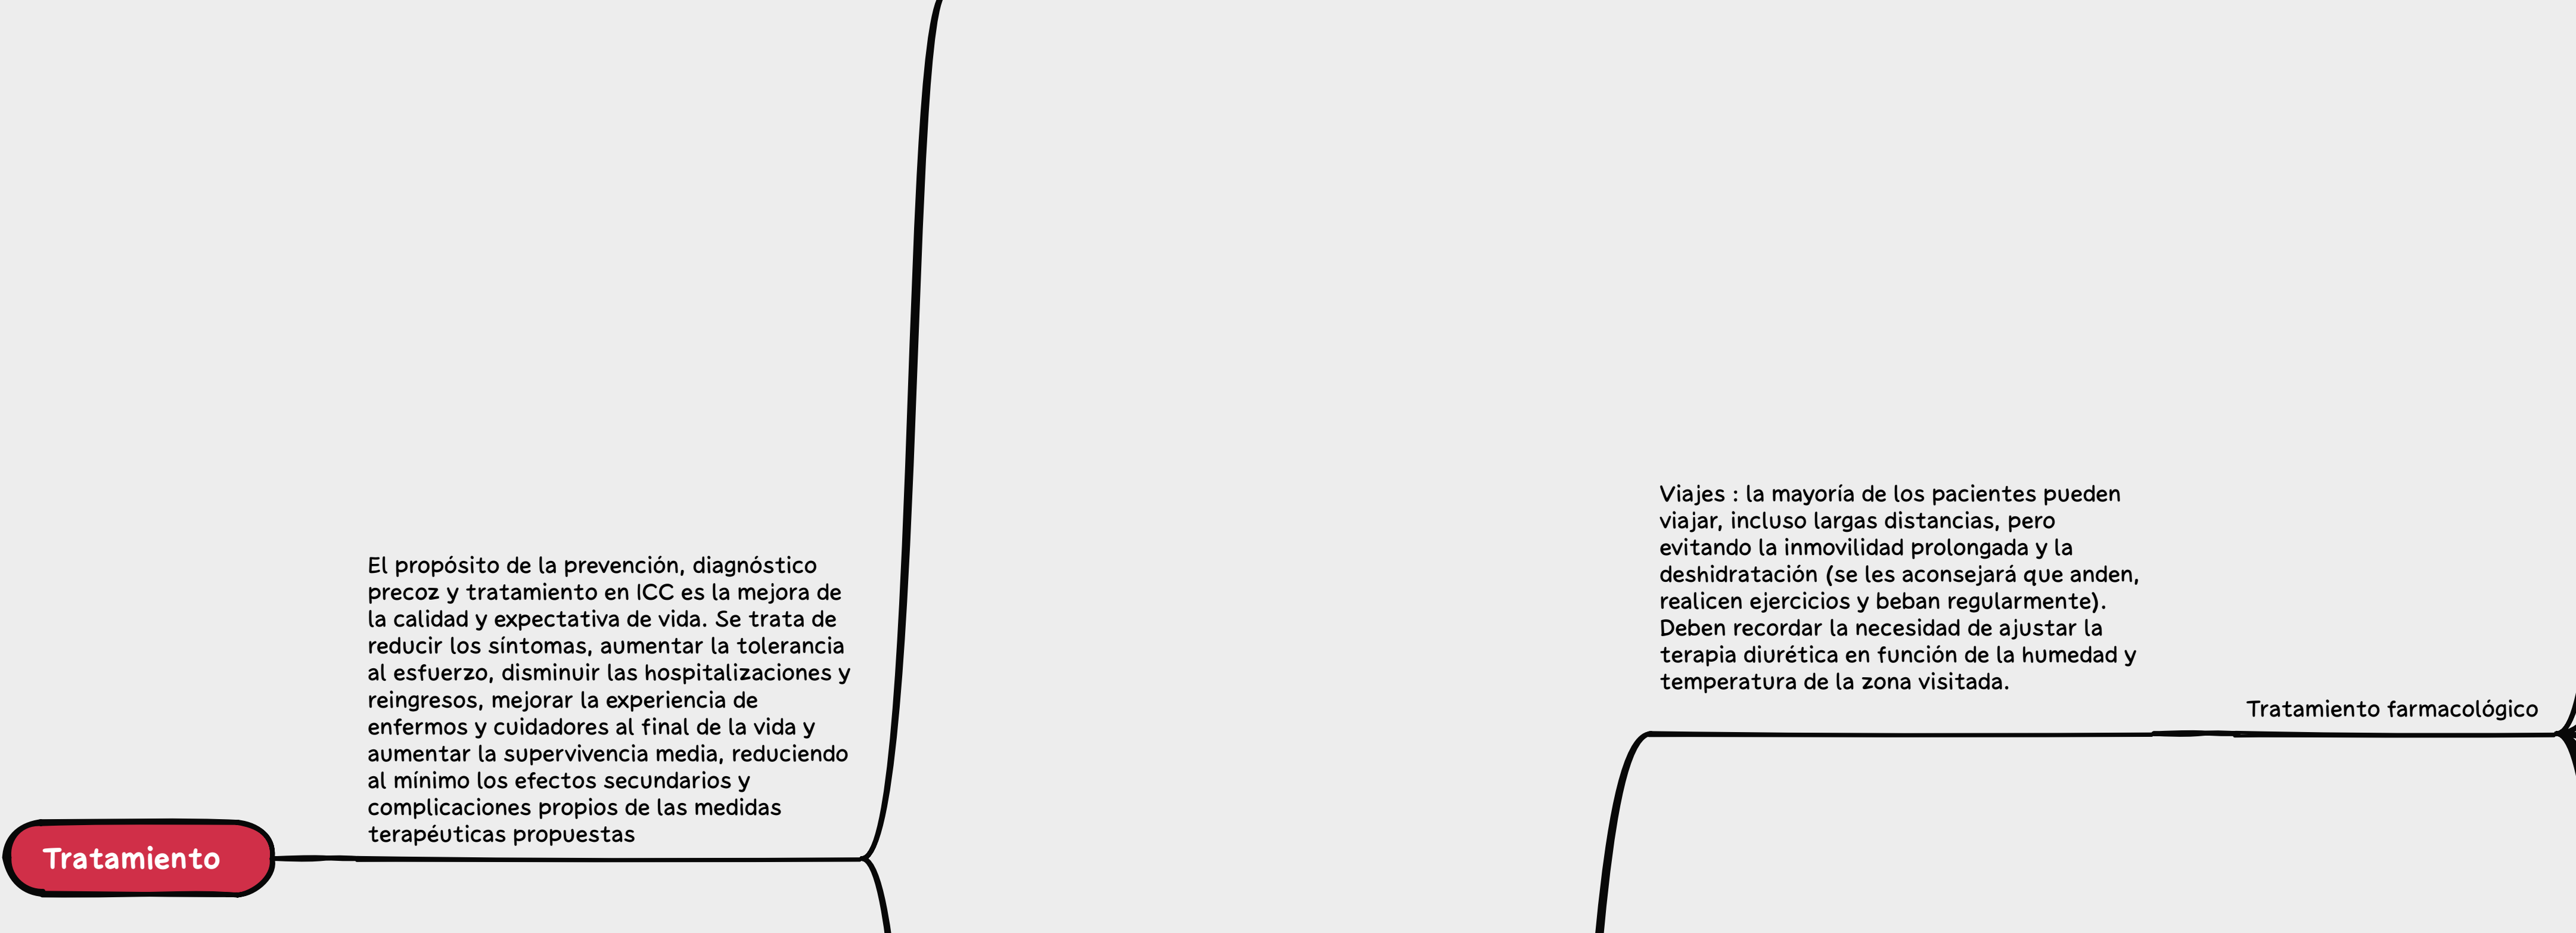 Tratamiento
El propósito de la prevención, diagnóstico
precoz y tratamiento en ICC es la mejora de
la calidad y expectativa de vida. Se trata de
reducir los síntomas, aumentar la tolerancia
al esfuerzo, disminuir las hospitalizaciones y
reingresos, mejorar la experiencia de
enfermos y cuidadores al final de la vida y
aumentar la supervivencia media, reduciendo
al mínimo los efectos secundarios y
complicaciones propios de las medidas
terapéuticas propuestas
Viajes : la mayoría de los pacientes pueden
viajar, incluso largas distancias, pero
evitando la inmovilidad prolongada y la
deshidratación (se les aconsejará que anden,
realicen ejercicios y beban regularmente).
Deben recordar la necesidad de ajustar la
terapia diurética en función de la humedad y
temperatura de la zona visitada.
Tratamiento farmacológico